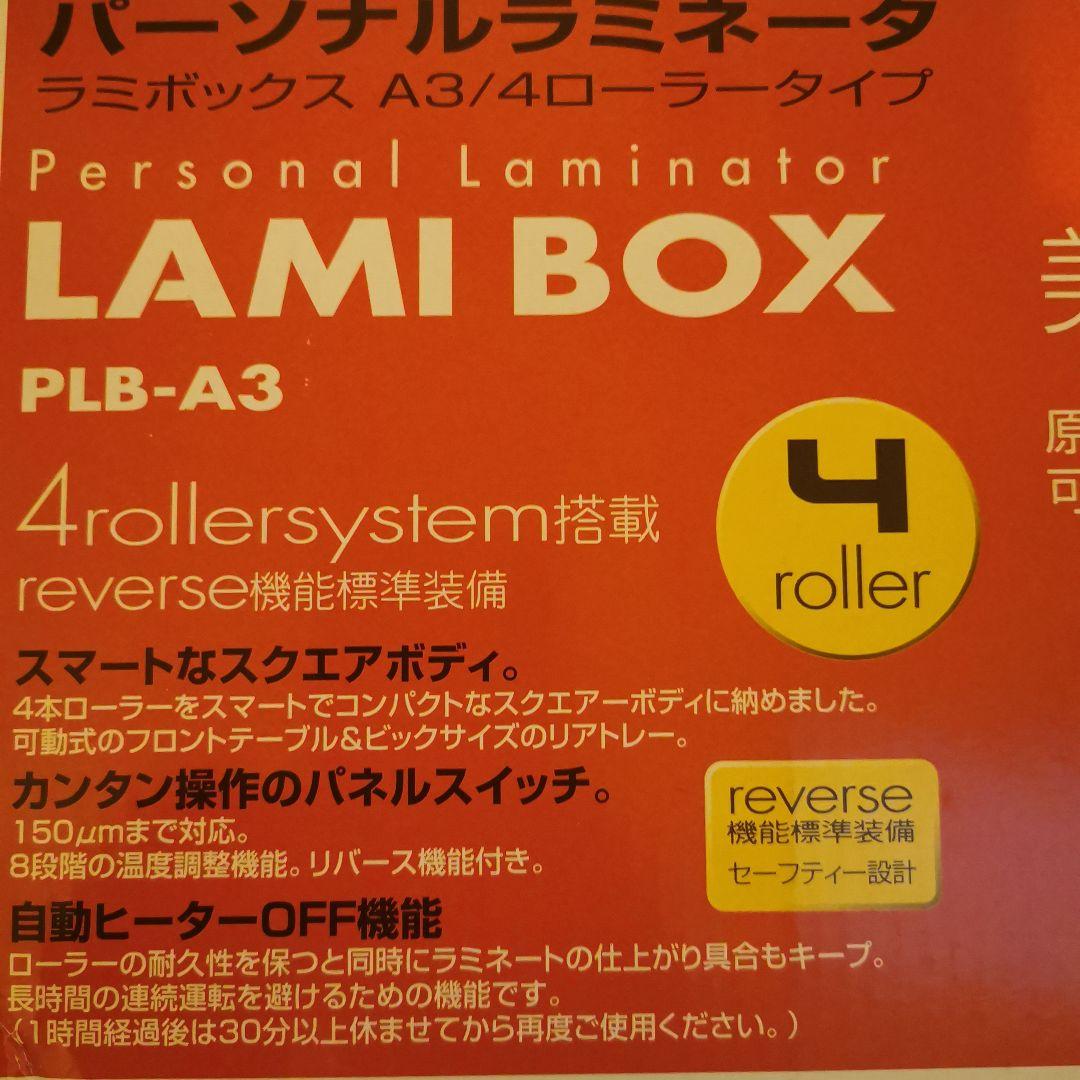 パーソナルラミネータ
ラミボックス A3/4ローラータイプ
Personal Laminator
LAMI BOX
PLB-A3
4rollersystem搭載
reverse機能標準装備
4
roller
スマートなスクエアボディ。
4本ローラーをスマートでコンパクトなスクエアーボディに納めました。
可動式のフロントテーブル&ビックサイズのリアトレー。
カンタン操作のパネルスイッチ。
150μmまで対応。
8段階の温度調整機能。リバース機能付き。
reverse
機能標準装備
セーフティー設計
自動ヒーターOFF機能
ローラーの耐久性を保つと同時にラミネートの仕上がり具合もキープ。
長時間の連続運転を避けるための機能です。
（1時間経過後は30分以上休ませてから再度ご使用ください。）
美
原
可